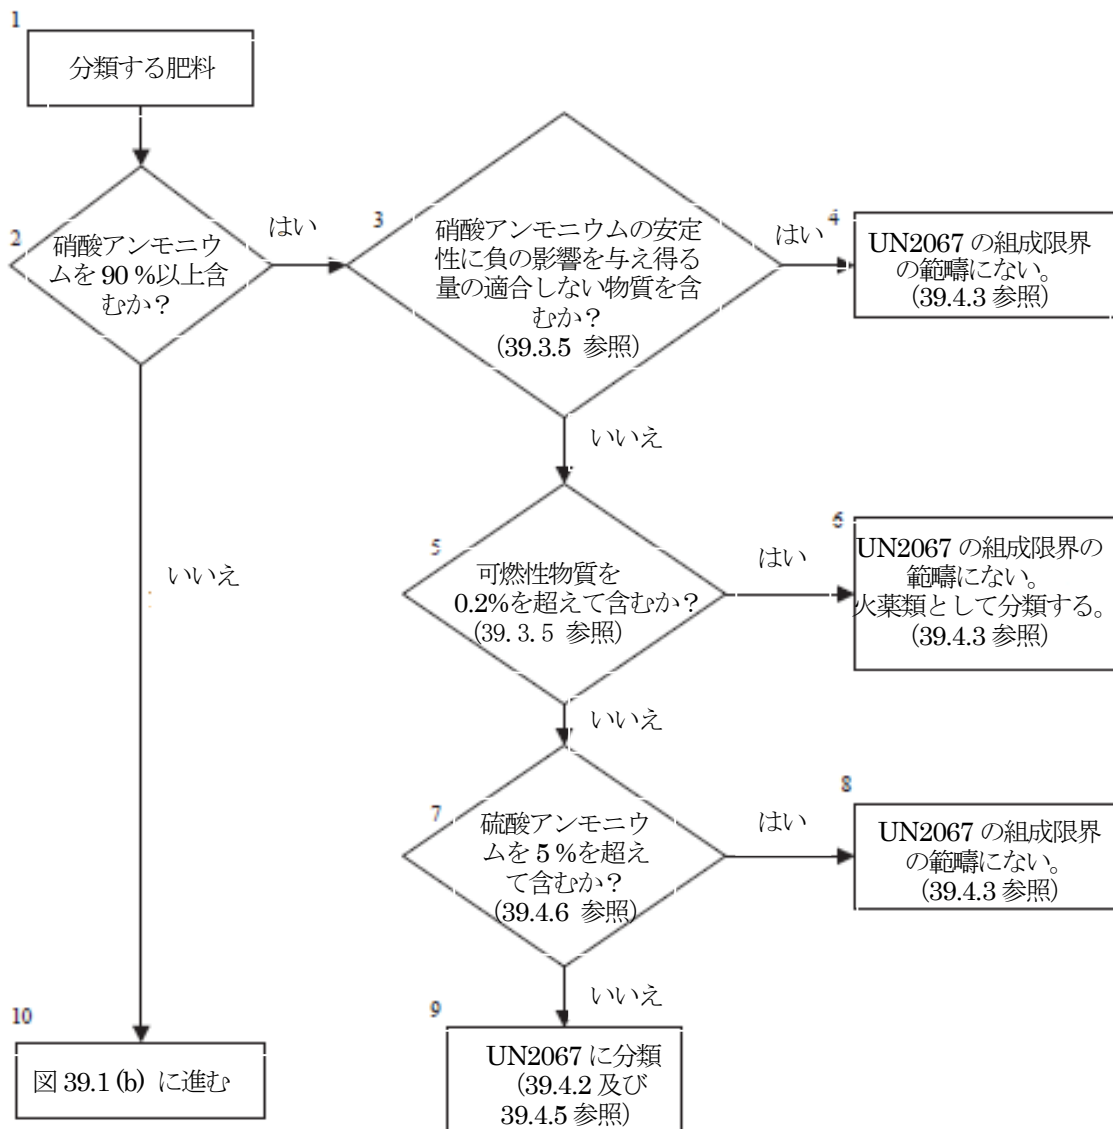 1
分類する肥料
2
硝酸アンモニウ
ムを 90 %以上含
むか？
はい
3
硝酸アンモニウムの安定
性に負の影響を与え得る
量の適合しない物質を含
むか？
(39.3.5 参照)
はい
4
UN2067 の組成限界
の範疇にない。
(39.4.3 参照)
いいえ
いいえ
5
可燃性物質を
0.2%を超えて含むか？
(39.3.5 参照)
はい
6
UN2067 の組成限界の
範疇にない。
火薬類として分類する。
(39.4.3 参照)
いいえ
7
硫酸アンモニウ
ムを 5 %を超え
て含むか？
(39.4.6 参照)
はい
8
UN2067 の組成限界
の範疇にない。
(39.4.3 参照)
いいえ
9
UN2067 に分類
(39.4.2 及び
39.4.5 参照)
10
図 39.1 (b) に進む